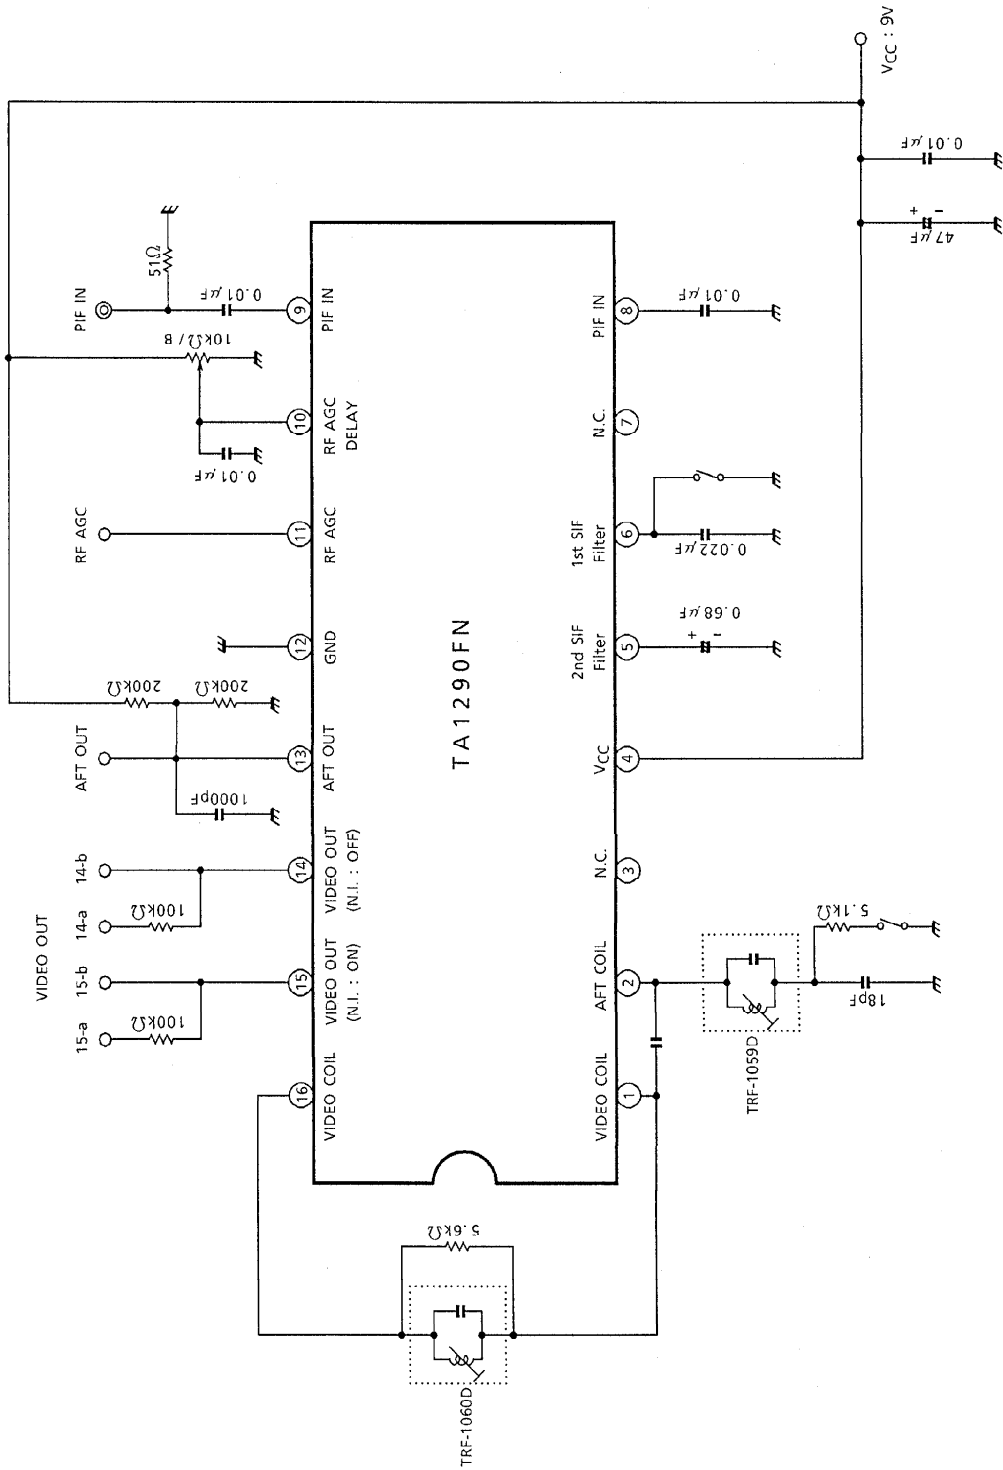 VIDEO OUT
15-a
15-b
14-a
14-b
AFT OUT
RF AGC
PIF IN
100kΩ
100kΩ
1000pF
200kΩ
200kΩ
0.01μF
10kΩ/B
0.01μF
51Ω
16
15
14
13
12
11
10
9
VIDEO COIL
VIDEO OUT
(N.I. : ON)
VIDEO OUT
(N.I. : OFF)
AFT OUT
GND
RF AGC
RF AGC
DELAY
PIF IN
TA1290FN
VIDEO COIL
AFT COIL
N.C.
VCC
2nd SIF
Filter
1st SIF
Filter
N.C.
PIF IN
1
2
3
4
5
6
7
8
TRF-1060D
5.6kΩ
TRF-1059D
18pF
5.1kΩ
+
-
0.68μF
0.022μF
0.01μF
+
-
47μF
0.01μF
VCC : 9V